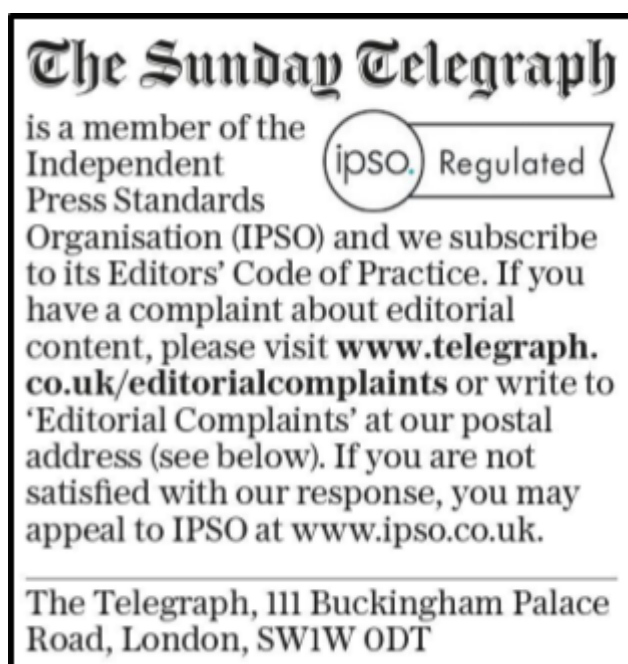 The Sunday Telegraph
is a member of the
Independent
Press Standards
ipso. Regulated
Organisation (IPSO) and we subscribe
to its Editors’ Code of Practice. If you
have a complaint about editorial
content, please visit www.telegraph.
co.uk/editorialcomplaints or write to
‘Editorial Complaints’ at our postal
address (see below). If you are not
satisfied with our response, you may
appeal to IPSO at www.ipso.co.uk.
The Telegraph, 111 Buckingham Palace
Road, London, SW1W 0DT